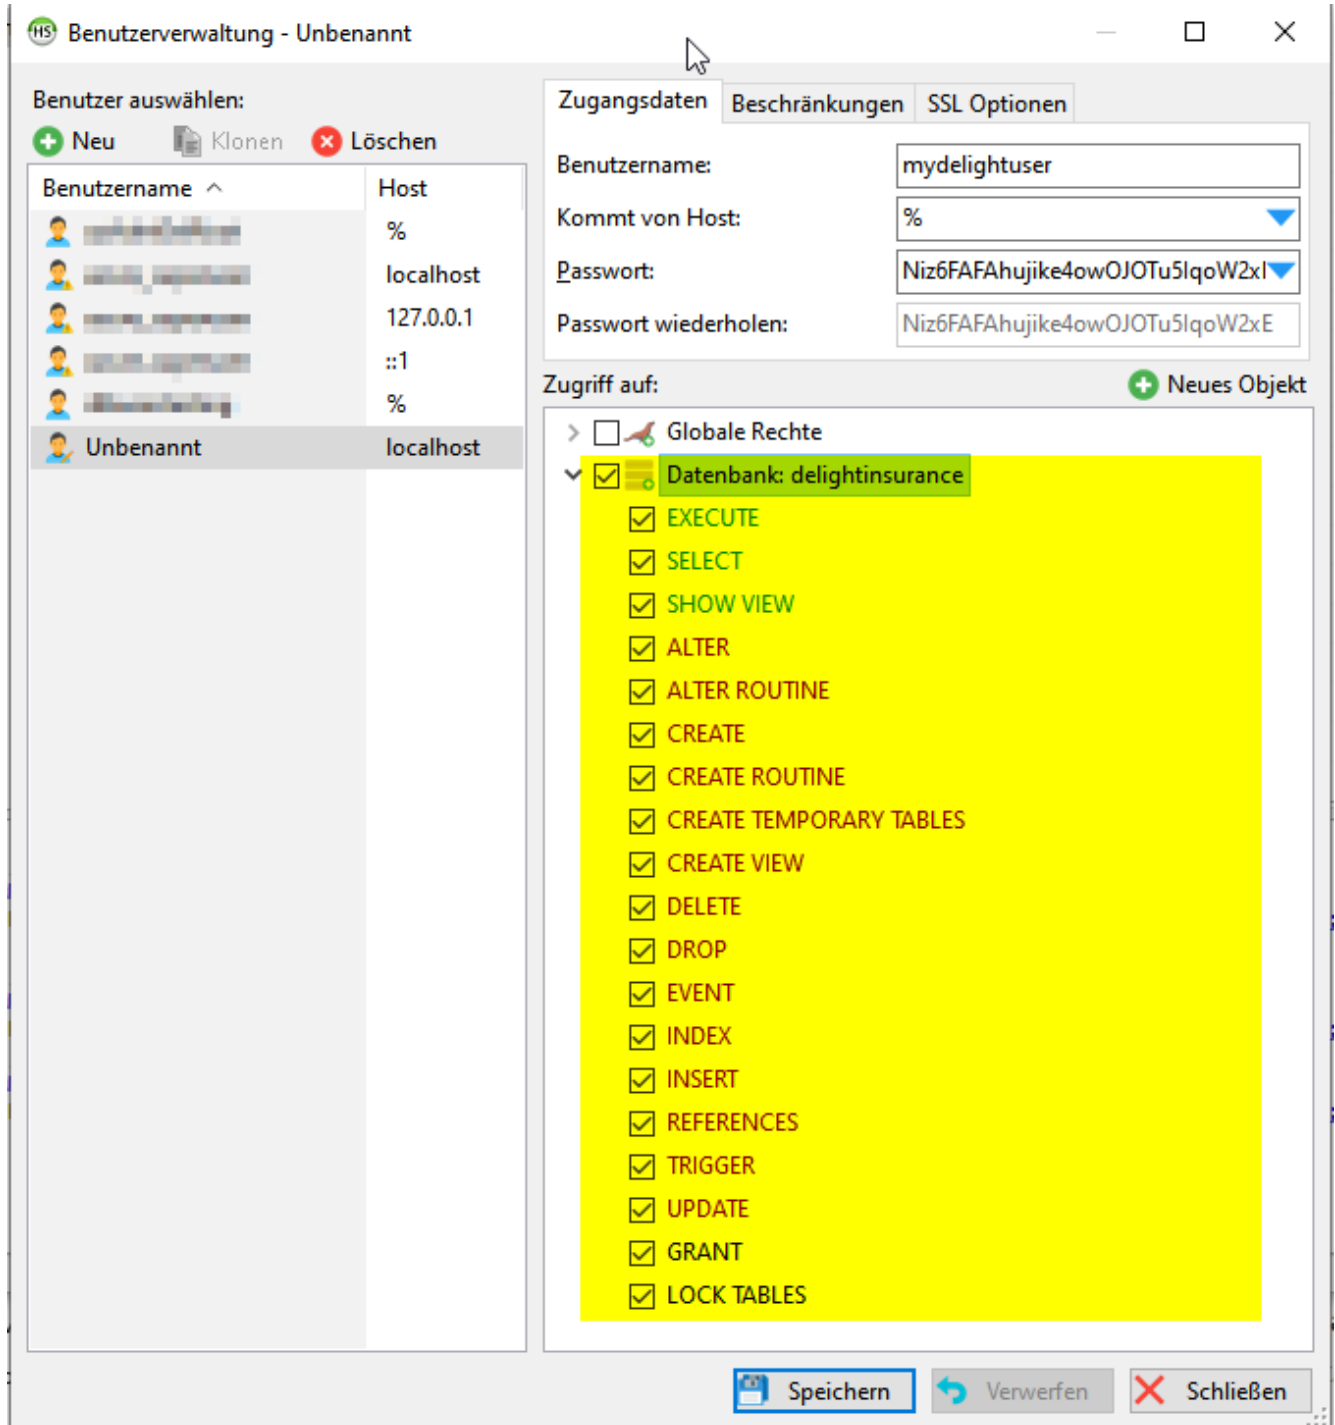 HS Benutzerverwaltung - Unbenannt
Benutzer auswählen:
Neu Klonen Löschen
Benutzername Host
%
localhost
127.0.0.1
::1
%
Unbenannt localhost
Zugangsdaten Beschränkungen SSL Optionen
Benutzername: mydelightuser
Kommt von Host: %
Passwort:
Passwort wiederholen: Niz6FAFAhujike4owOJOTu5IqoW2xE
Zugriff auf: Neues Objekt
Globale Rechte
Datenbank: delightinsurance
EXECUTE
SELECT
SHOW VIEW
ALTER
ALTER ROUTINE
CREATE
CREATE ROUTINE
CREATE TEMPORARY TABLES
CREATE VIEW
DELETE
DROP
EVENT
INDEX
INSERT
REFERENCES
TRIGGER
UPDATE
GRANT
LOCK TABLES
Speichern Verwerfen Schließen